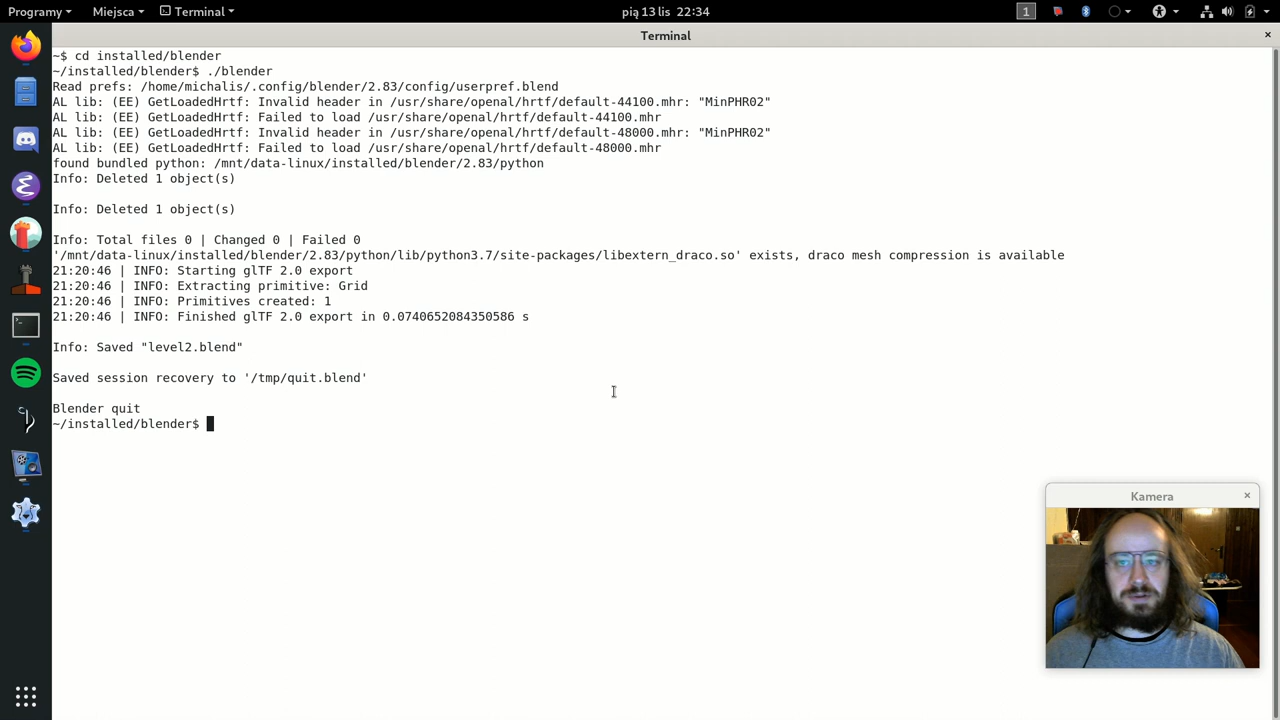 Programy
Miejsca
Terminal
pią 13 lis 22:34
1
Terminal
~$ cd installed/blender
~/installed/blender$ ./blender
Read prefs: /home/michalis/.config/blender/2.83/config/userpref.blend
AL lib: (EE) GetLoadedHrtf: Invalid header in /usr/share/openal/hrtf/default-44100.mhr: "MinPHR02"
AL lib: (EE) GetLoadedHrtf: Failed to load /usr/share/openal/hrtf/default-44100.mhr
AL lib: (EE) GetLoadedHrtf: Invalid header in /usr/share/openal/hrtf/default-48000.mhr: "MinPHR02"
AL lib: (EE) GetLoadedHrtf: Failed to load /usr/share/openal/hrtf/default-48000.mhr
found bundled python: /mnt/data-linux/installed/blender/2.83/python
Info: Deleted 1 object(s)
Info: Deleted 1 object(s)
Info: Total files 0 | Changed 0 | Failed 0
'/mnt/data-linux/installed/blender/2.83/python/lib/python3.7/site-packages/libextern_draco.so' exists, draco mesh compression is available
21:20:46 | INFO: Starting glTF 2.0 export
21:20:46 | INFO: Extracting primitive: Grid
21:20:46 | INFO: Primitives created: 1
21:20:46 | INFO: Finished glTF 2.0 export in 0.0740652084350586 s
Info: Saved "level2.blend"
Saved session recovery to '/tmp/quit.blend'
Blender quit
~/installed/blender$
Kamera